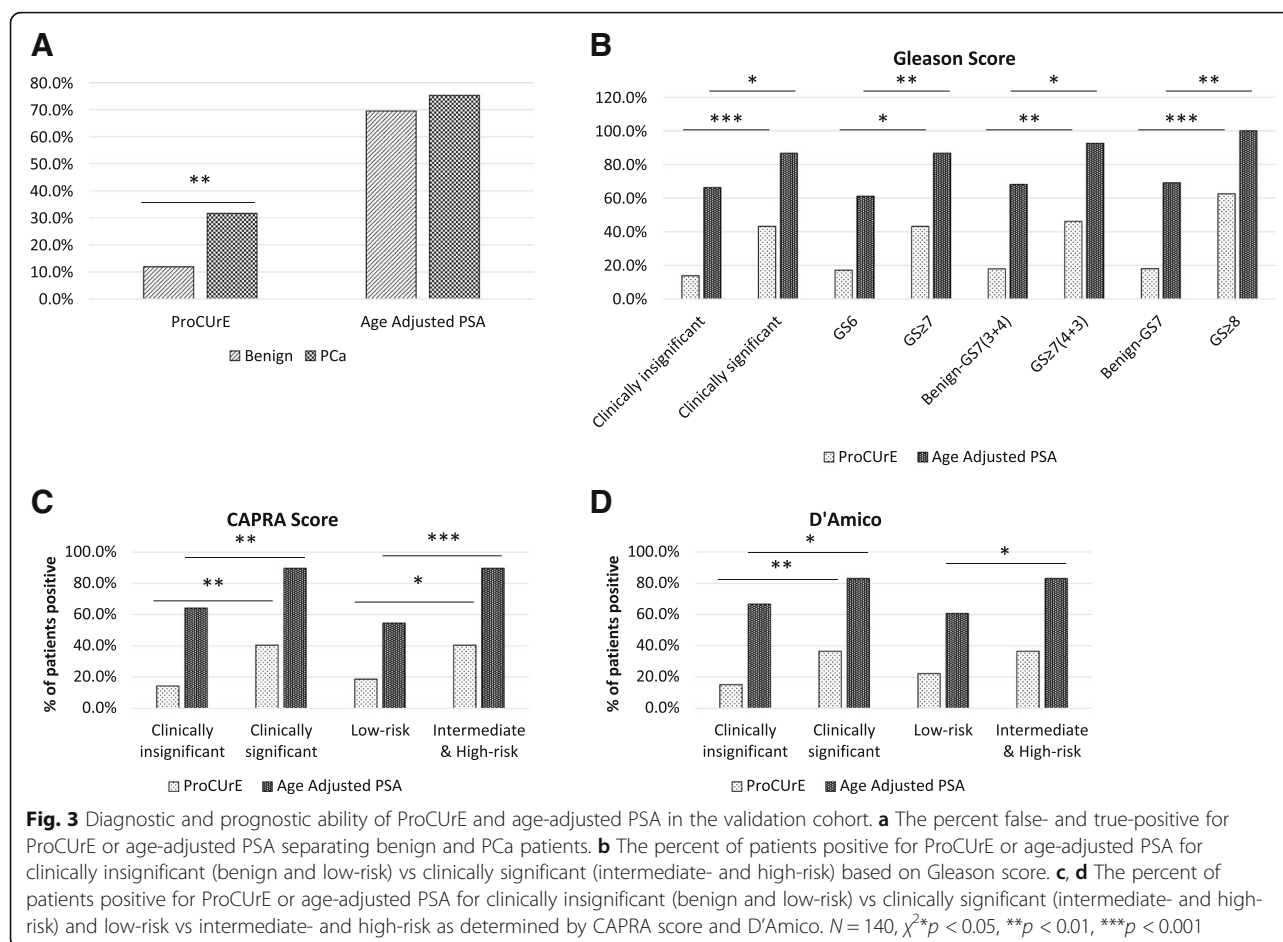 A
80.0%
70.0%
60.0%
50.0%
40.0%
30.0%
20.0%
10.0%
0.0%
**
ProCUrE
Age Adjusted PSA
Benign
PCa
B
Gleason Score
120.0%
100.0%
80.0%
60.0%
40.0%
20.0%
0.0%
* ** * **
*** * ** ***
Clinically insignificant
Clinically significant
GS6
GS≥7
Benign-GS7(3+4)
GS≥7(4+3)
Benign-GS7
GS≥8
ProCUrE
Age Adjusted PSA
C
CAPRA Score
% of patients positive
100.0%
80.0%
60.0%
40.0%
20.0%
0.0%
** ***
** *
Clinically insignificant
Clinically significant
Low-risk
Intermediate & High-risk
ProCUrE
Age Adjusted PSA
D
D'Amico
% of patients positive
100.0%
80.0%
60.0%
40.0%
20.0%
0.0%
* *
**
Clinically insignificant
Clinically significant
Low-risk
Intermediate & High-risk
ProCUrE
Age Adjusted PSA
Fig. 3 Diagnostic and prognostic ability of ProCUrE and age-adjusted PSA in the validation cohort. a The percent false- and true-positive for
ProCUrE or age-adjusted PSA separating benign and PCa patients. b The percent of patients positive for ProCUrE or age-adjusted PSA for
clinically insignificant (benign and low-risk) vs clinically significant (intermediate- and high-risk) based on Gleason score. c, d The percent of
patients positive for ProCUrE or age-adjusted PSA for clinically insignificant (benign and low-risk) vs clinically significant (intermediate- and high-
risk) and low-risk vs intermediate- and high-risk as determined by CAPRA score and D’Amico. N = 140, χ²*p < 0.05, **p < 0.01, ***p < 0.001